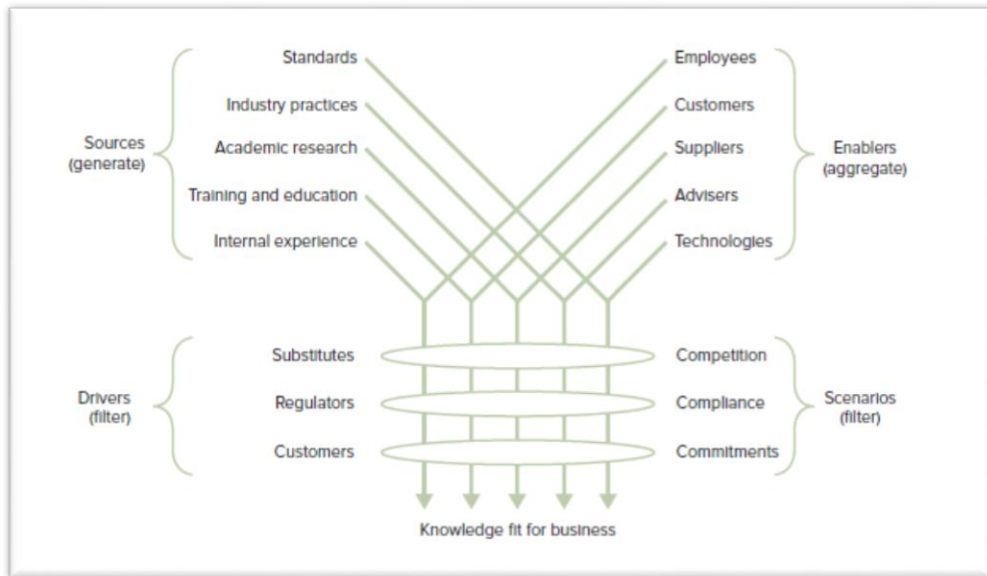 Sources
(generate)
Standards
Industry practices
Academic research
Training and education
Internal experience
Employees
Customers
Suppliers
Advisers
Technologies
Enablers
(aggregate)
Drivers
(filter)
Substitutes
Regulators
Customers
Competition
Compliance
Commitments
Scenarios
(filter)
Knowledge fit for business